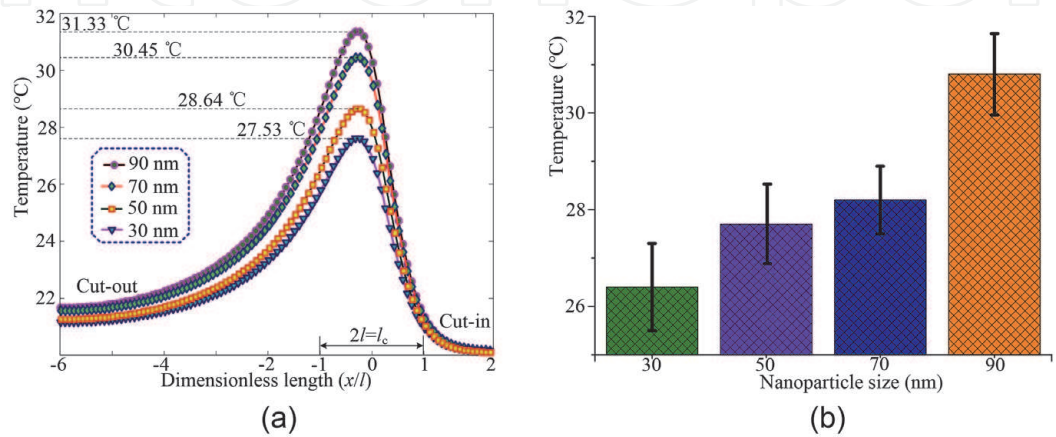 32
31.33 ℃
30
30.45 ℃
28
28.64 ℃
27.53 ℃
26
24
22
Temperature (℃)
90 nm
70 nm
50 nm
30 nm
Cut-out
Cut-in
2l=lc
-6
-4
-2
-1
0
1
2
Dimensionless length (x/l)
(a)
32
30
28
26
Temperature (℃)
30
50
70
90
Nanoparticle size (nm)
(b)